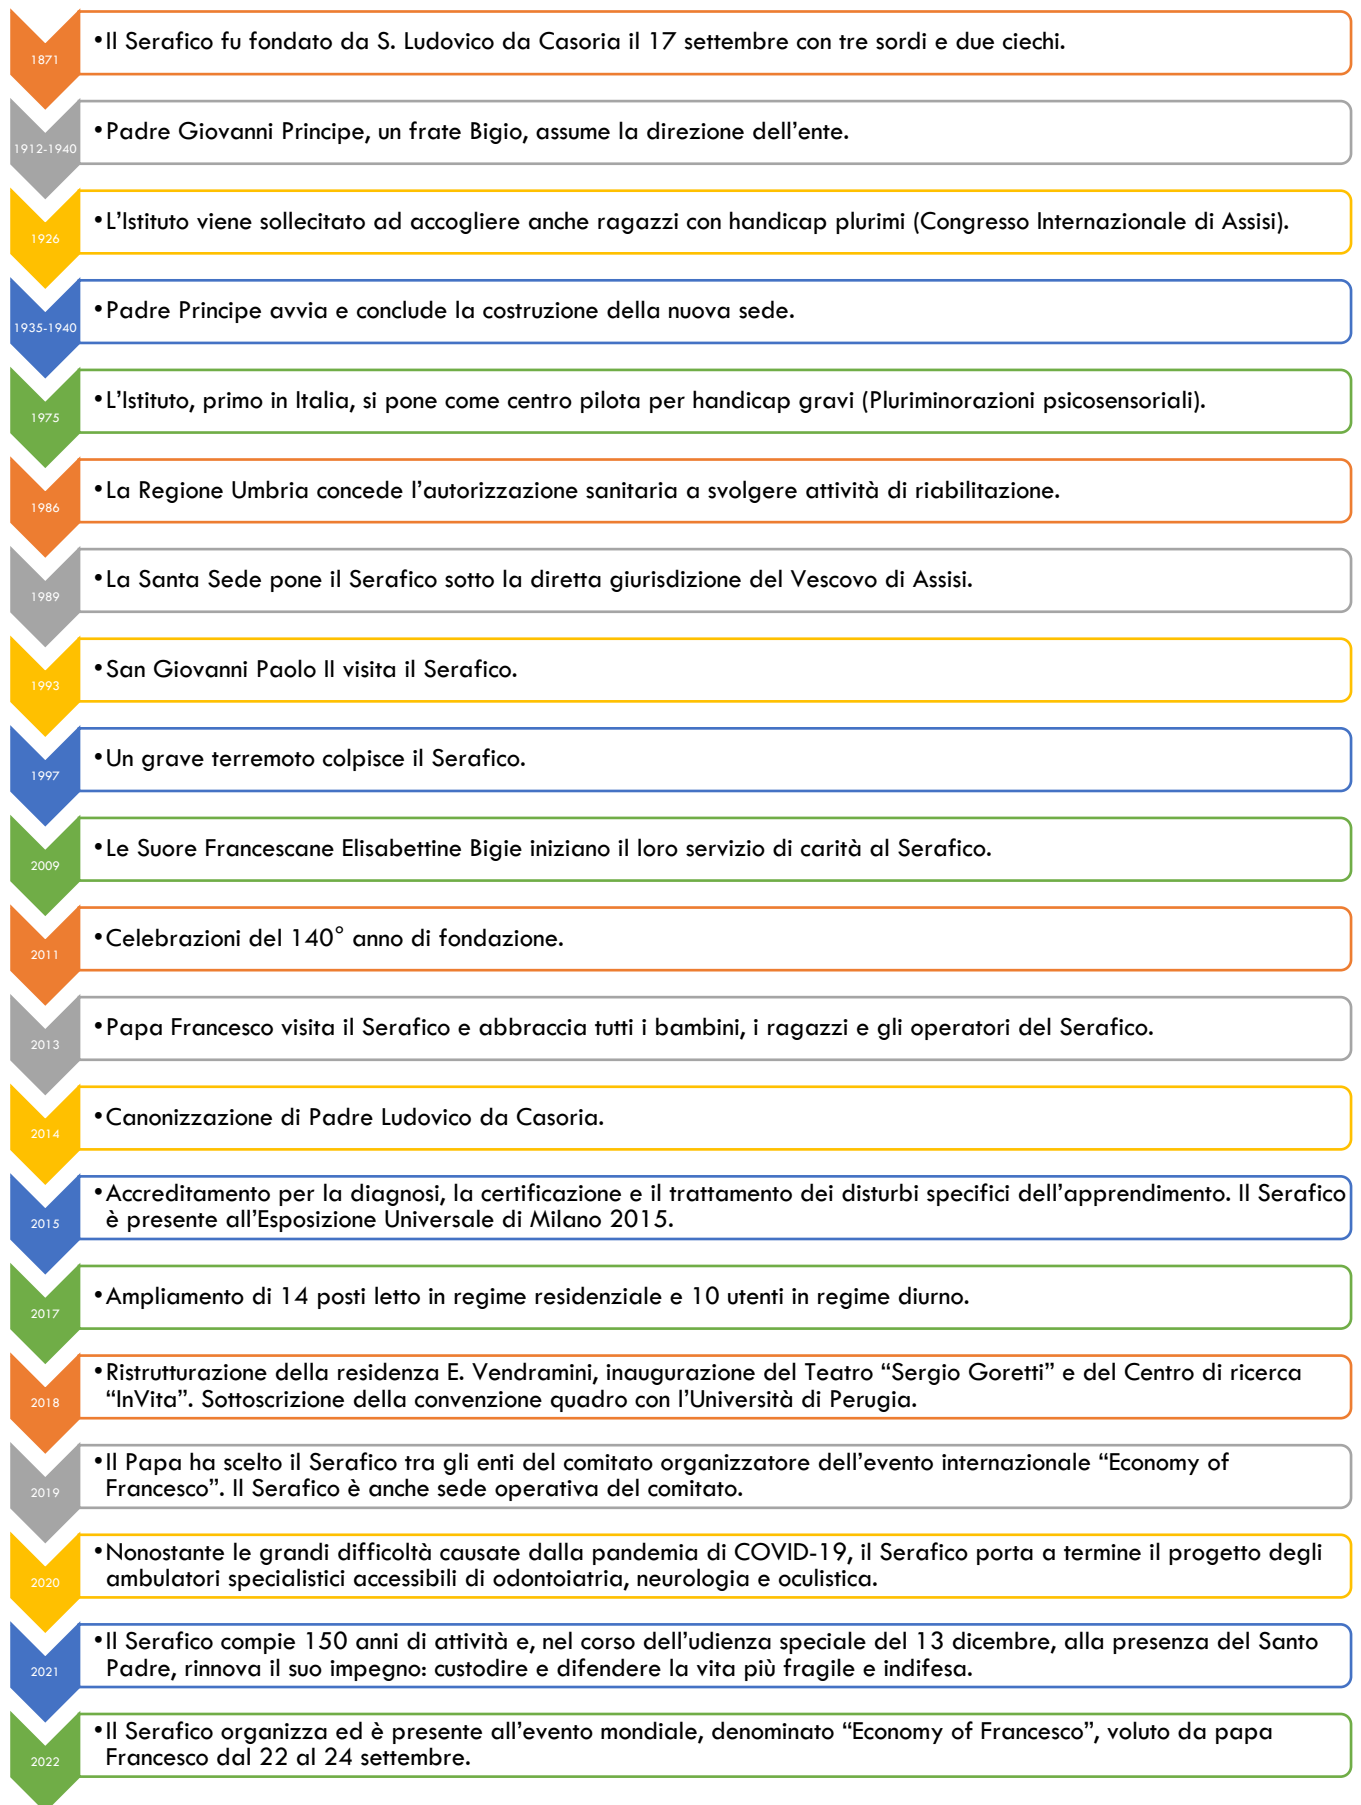 1871
•Il Serafico fu fondato da S. Ludovico da Casoria il 17 settembre con tre sordi e due ciechi.
1912-1940
•Padre Giovanni Principe, un frate Bigio, assume la direzione dell'ente.
1926
•L'Istituto viene sollecitato ad accogliere anche ragazzi con handicap plurimi (Congresso Internazionale di Assisi).
1935-1940
•Padre Principe avvia e conclude la costruzione della nuova sede.
1975
•L'Istituto, primo in Italia, si pone come centro pilota per handicap gravi (Pluriminorazioni psicosensoriali).
1986
•La Regione Umbria concede l'autorizzazione sanitaria a svolgere attività di riabilitazione.
1989
•La Santa Sede pone il Serafico sotto la diretta giurisdizione del Vescovo di Assisi.
1993
•San Giovanni Paolo II visita il Serafico.
1997
•Un grave terremoto colpisce il Serafico.
2009
•Le Suore Francescane Elisabettine Bigie iniziano il loro servizio di carità al Serafico.
2011
•Celebrazioni del 140° anno di fondazione.
2013
•Papa Francesco visita il Serafico e abbraccia tutti i bambini, i ragazzi e gli operatori del Serafico.
2014
•Canonizzazione di Padre Ludovico da Casoria.
2015
•Accreditamento per la diagnosi, la certificazione e il trattamento dei disturbi specifici dell'apprendimento. Il Serafico
è presente all'Esposizione Universale di Milano 2015.
2017
•Ampliamento di 14 posti letto in regime residenziale e 10 utenti in regime diurno.
2018
•Ristrutturazione della residenza E. Vendramini, inaugurazione del Teatro “Sergio Goretti” e del Centro di ricerca
“InVita”. Sottoscrizione della convenzione quadro con l'Università di Perugia.
2019
•Il Papa ha scelto il Serafico tra gli enti del comitato organizzatore dell'evento internazionale “Economy of
Francesco”. Il Serafico è anche sede operativa del comitato.
2020
•Nonostante le grandi difficoltà causate dalla pandemia di COVID-19, il Serafico porta a termine il progetto degli
ambulatori specialistici accessibili di odontoiatria, neurologia e oculistica.
2021
•Il Serafico compie 150 anni di attività e, nel corso dell'udienza speciale del 13 dicembre, alla presenza del Santo
Padre, rinnova il suo impegno: custodire e difendere la vita più fragile e indifesa.
2022
•Il Serafico organizza ed è presente all'evento mondiale, denominato “Economy of Francesco”, voluto da papa
Francesco dal 22 al 24 settembre.